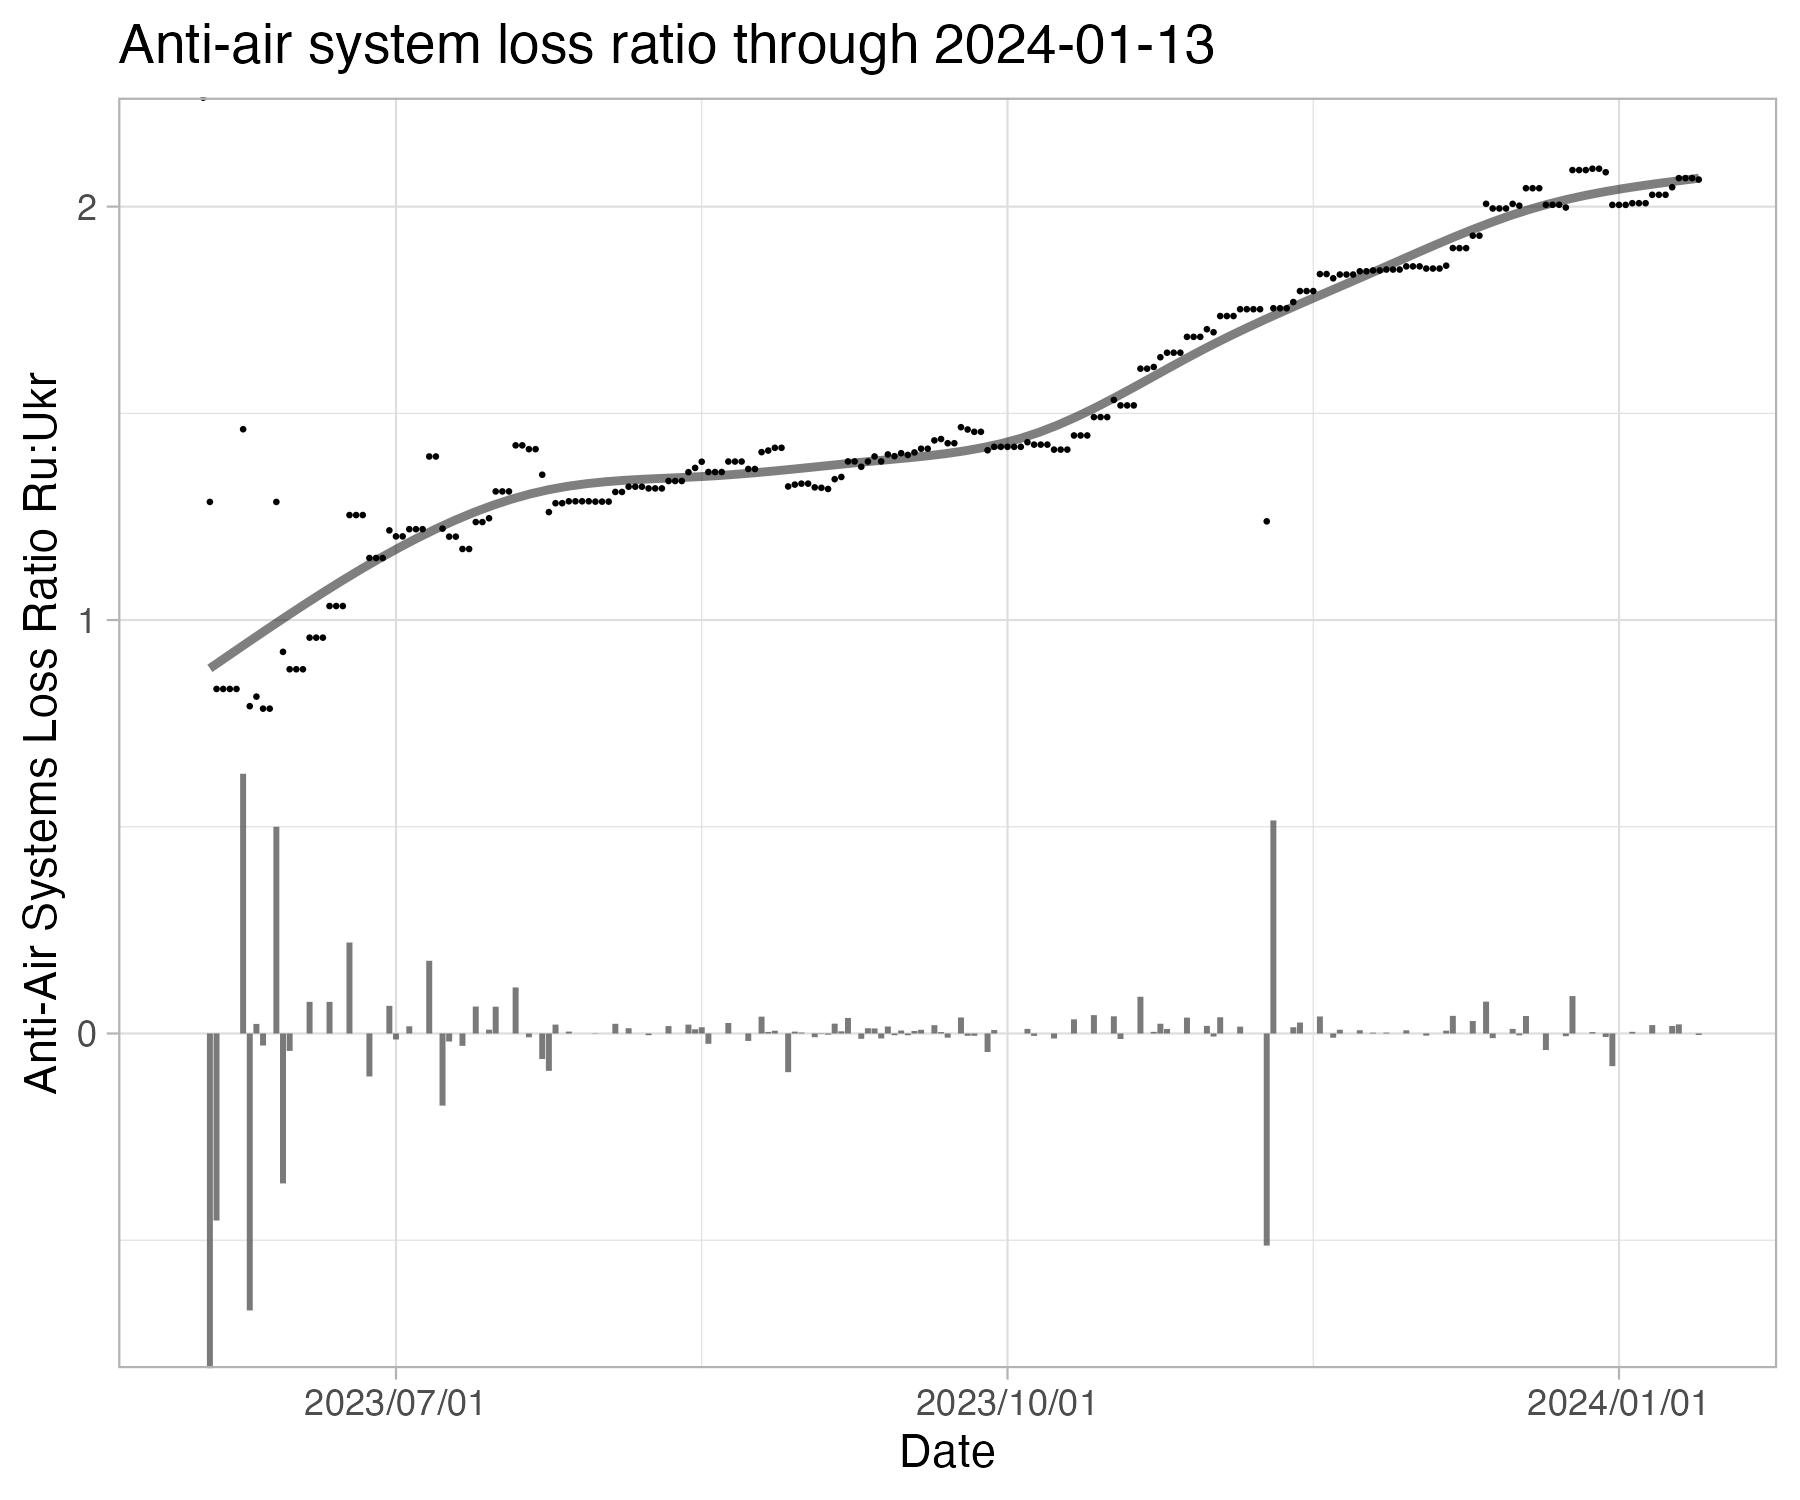 Anti-air system loss ratio through 2024-01-13
Anti-Air Systems Loss Ratio Ru:Ukr
2
1
0
2023/07/01
2023/10/01
2024/01/01
Date